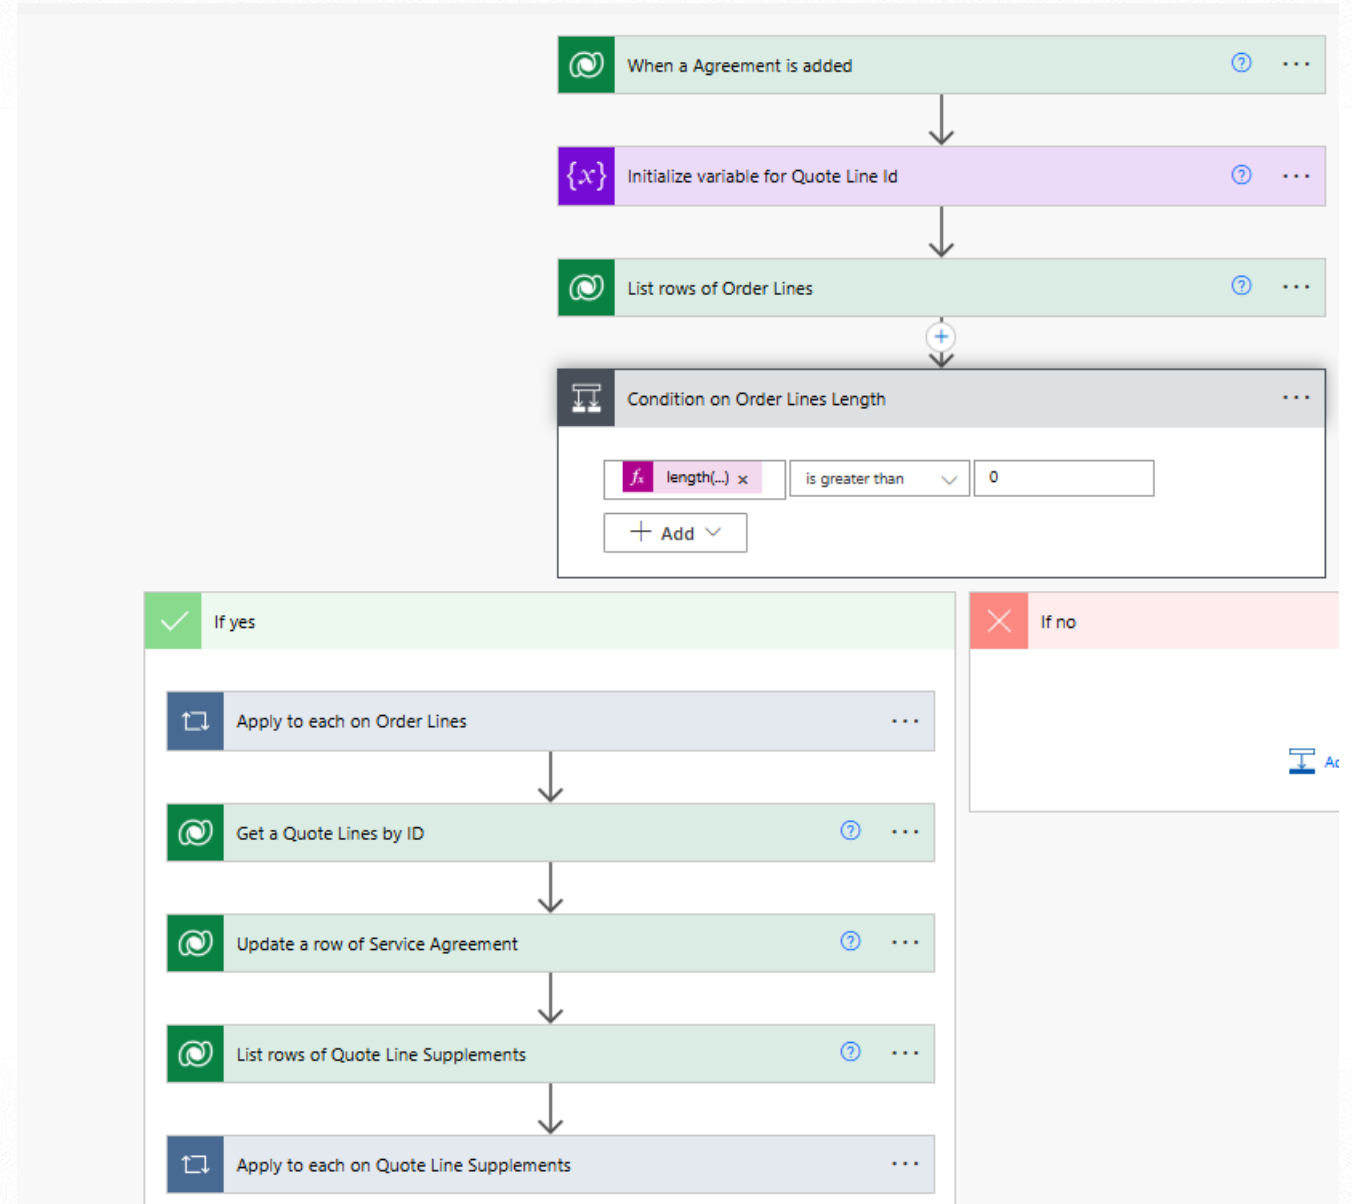 When a Agreement is added
{x} Initialize variable for Quote Line Id
List rows of Order Lines
Condition on Order Lines Length
fx length(...) × is greater than 0
+ Add
If yes
If no
Apply to each on Order Lines
Get a Quote Lines by ID
Update a row of Service Agreement
List rows of Quote Line Supplements
Apply to each on Quote Line Supplements